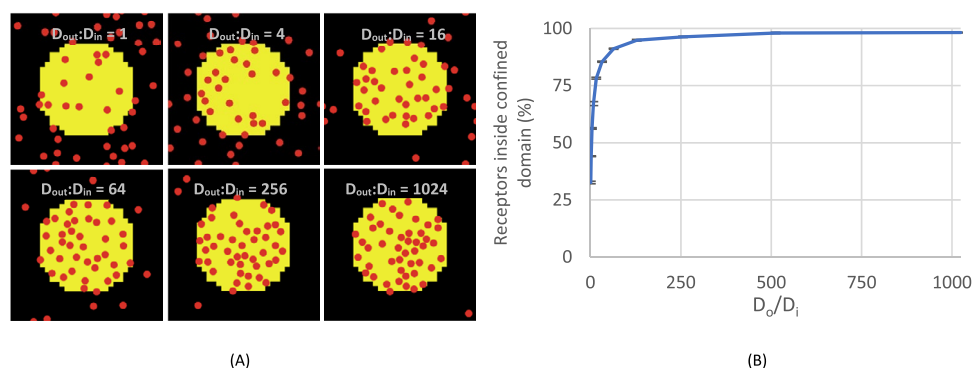 Dout:Din = 1
Dout:Din = 4
Dout:Din = 16
Dout:Din = 64
Dout:Din = 256
Dout:Din = 1024
(A)
Receptors inside confined
domain (%)
100
75
50
25
0
0 250 500 750 1000
Do/Di
(B)